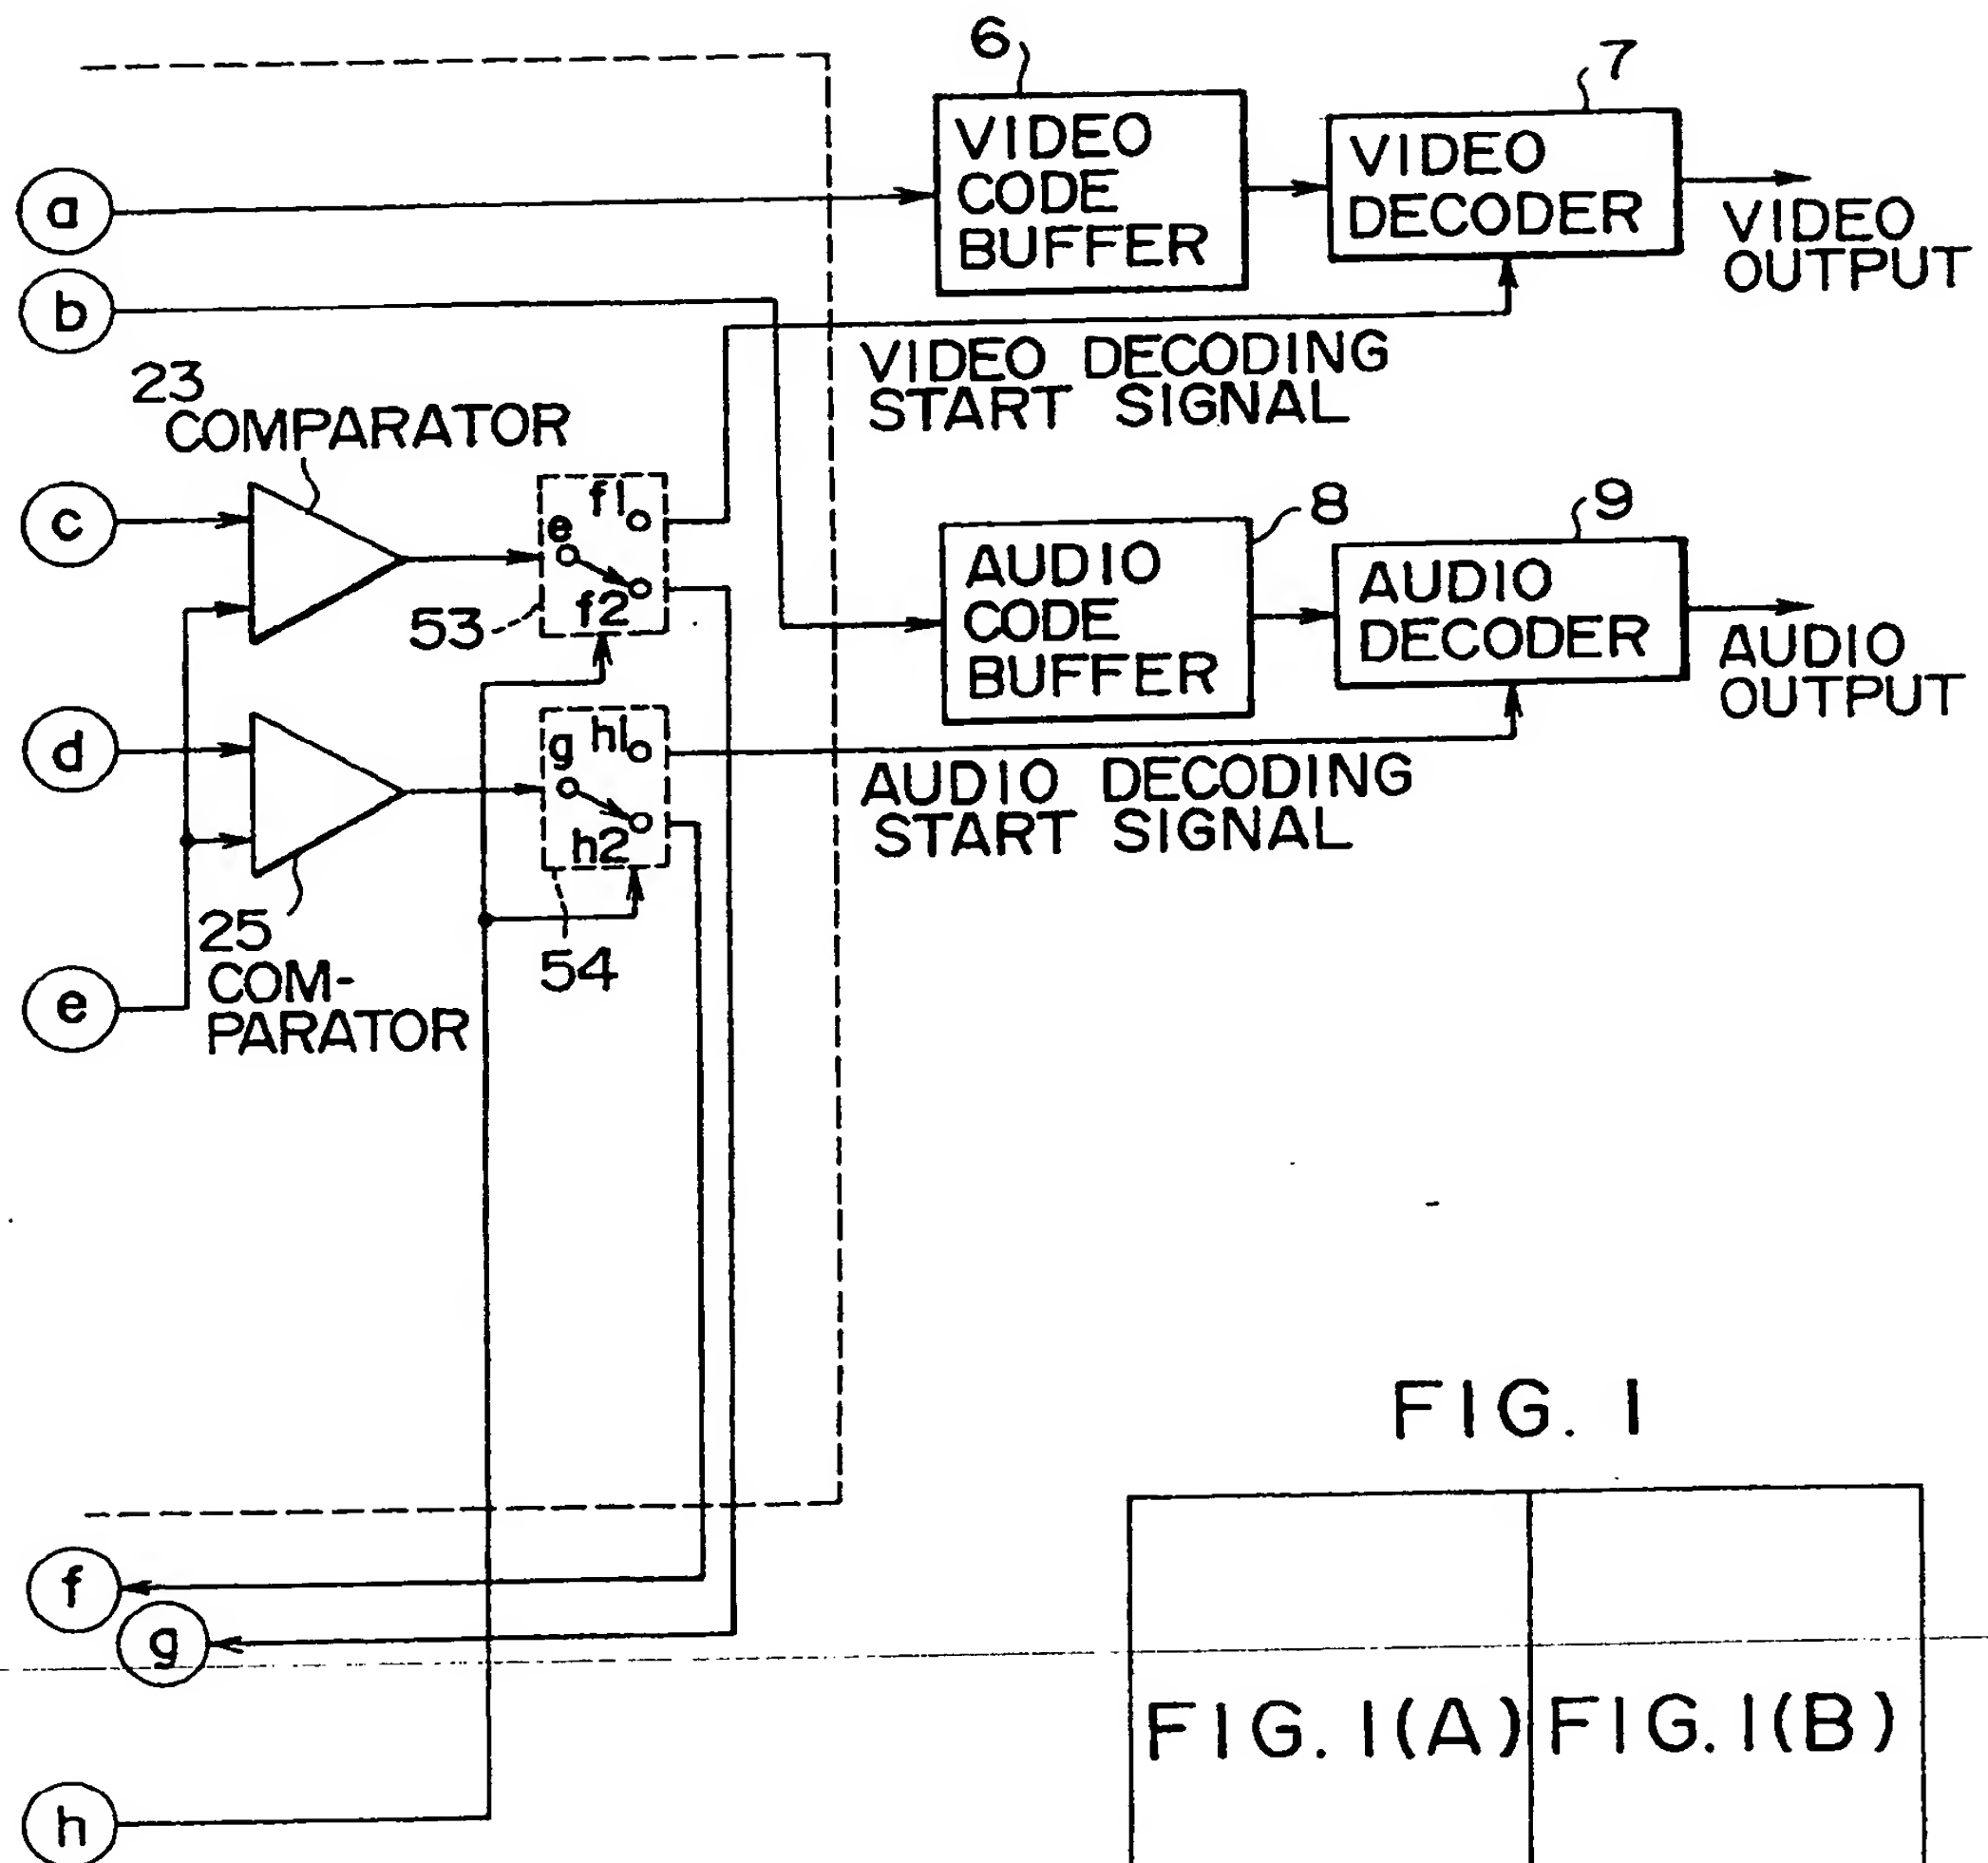 6
7
VIDEO
CODE
BUFFER
VIDEO
DECODER
VIDEO
OUTPUT
a
b
VIDEO DECODING
START SIGNAL
23
COMPARATOR
c
f1
e
f2
53
8
9
AUDIO
CODE
BUFFER
AUDIO
DECODER
AUDIO
OUTPUT
d
g
h1
h2
AUDIO DECODING
START SIGNAL
25
COM-
PARATOR
54
e
FIG. 1
f
g
FIG. 1(A)
FIG. 1(B)
h